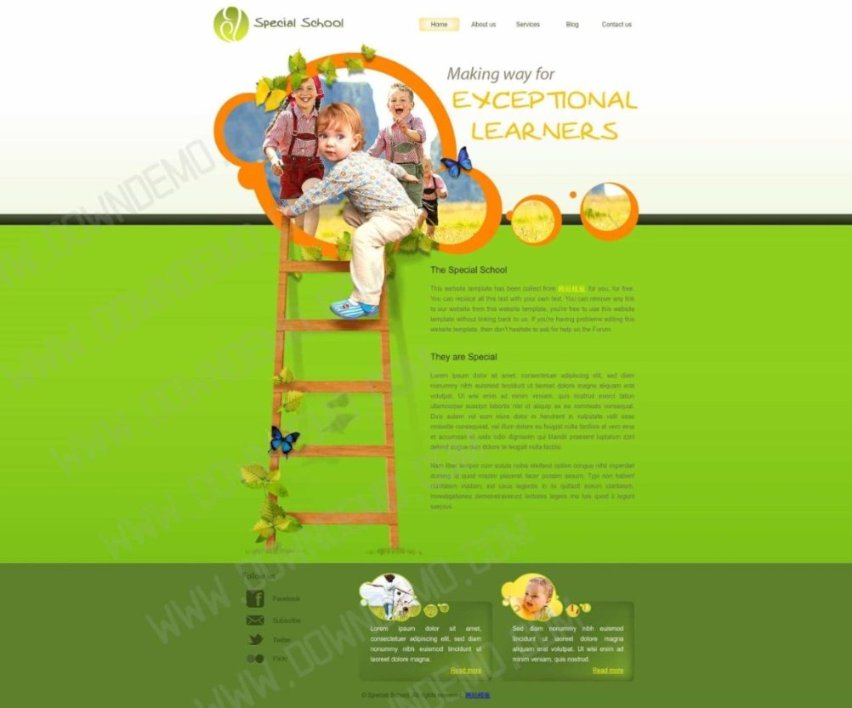 Special School
Home
About us
Services
Blog
Contact us
Making way for
EXCEPTIONAL
LEARNERS
The Special School
This website template has been collect from 网站模板 for you, for free.
You can replace all this text with your own text. You can remove any link
to our website from this website template, you're free to use this website
template without linking back to us. If you're having problems editing this
website template, then don't hesitate to ask for help on the Forum.
They are Special
Lorem ipsum dolor sit amet, consectetuer adipiscing elit, sed diam
nonummy nibh euismod tincidunt ut laoreet dolore magna aliquam erat
volutpat. Ut wisi enim ad minim veniam, quis nostrud exerci tation
ullamcorper suscipit lobortis nisl ut aliquip ex ea commodo consequat.
Duis autem vel eum iriure dolor in hendrerit in vulputate velit esse
molestie consequat, vel illum dolore eu feugiat nulla facilisis at vero eros
et accumsan et iusto odio dignissim qui blandit praesent luptatum zzril
delenit augue duis dolore te feugait nulla facilisi.
Nam liber tempor cum soluta nobis eleifend option congue nihil imperdiet
doming id quod mazim placerat facer possim assum. Typi non habent
claritatem insitam; est usus legentis in iis qui facit eorum claritatem.
Investigationes demonstraverunt lectores legere me lius quod ii legunt
saepius.
Follow us
Facebook
Subscribe
Twitter
Flickr
Lorem ipsum dolor sit amet,
consectetuer adipiscing elit, sed diam
nonummy nibh euismod tincidunt ut
laoreet dolore magna.
Read more
Sed diam nonummy nibh euismod
tincidunt ut laoreet dolore magna
aliquam erat volutpat. Ut wisi enim ad
minim veniam, quis nostrud.
Read more
© Special School. All rights reserved. 网站模板
WWW.DOWNDEMO.COM